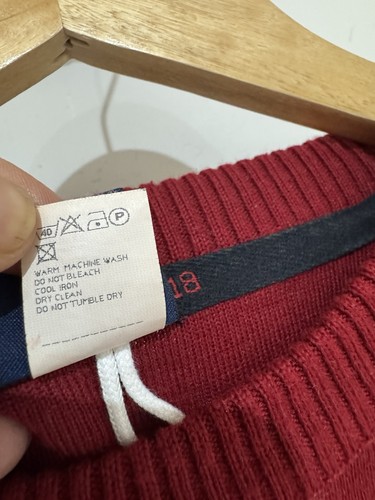 40 P
WARM MACHINE WASH
DO NOT BLEACH
COOL IRON
DRY CLEAN
DO NOT TUMBLE DRY
18